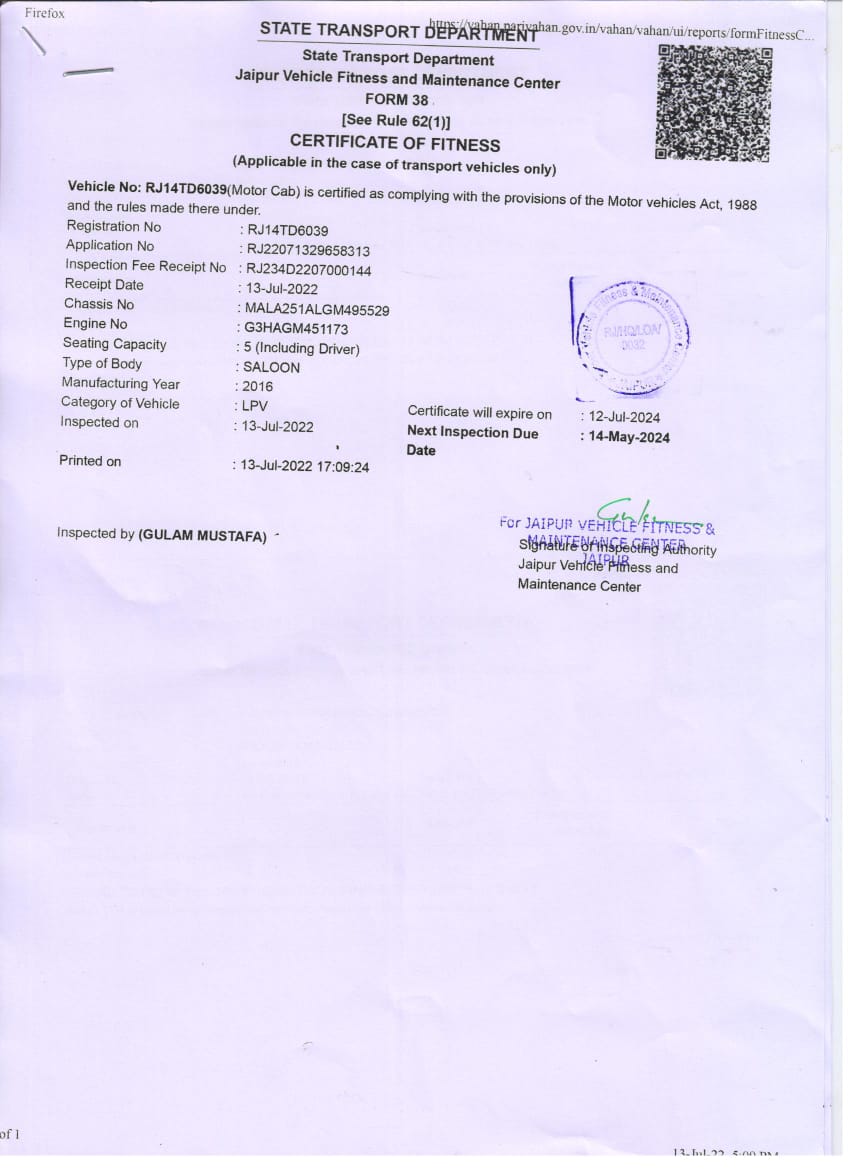 Firefox
https://vahan.parivahan.gov.in/vahan/vahan/ui/reports/formFitnessC...
STATE TRANSPORT DEPARTMENT
State Transport Department
Jaipur Vehicle Fitness and Maintenance Center
FORM 38
[See Rule 62(1)]
CERTIFICATE OF FITNESS
(Applicable in the case of transport vehicles only)
Vehicle No: RJ14TD6039(Motor Cab) is certified as complying with the provisions of the Motor vehicles Act, 1988
and the rules made there under.
Registration No : RJ14TD6039
Application No : RJ22071329658313
Inspection Fee Receipt No : RJ234D2207000144
Receipt Date : 13-Jul-2022
Chassis No : MALA251ALGM495529
Engine No : G3HAGM451173
Seating Capacity : 5 (Including Driver)
Type of Body : SALOON
Manufacturing Year : 2016
Category of Vehicle : LPV
Inspected on : 13-Jul-2022
Fitness & Maintenance
0032
JAIPUR
Certificate will expire on : 12-Jul-2024
Next Inspection Due : 14-May-2024
Date
Printed on : 13-Jul-2022 17:09:24
Inspected by (GULAM MUSTAFA)
For JAIPUR VEHICLE FITNESS &
MAINTENANCE CENTER
JAIPUR
Signature of Inspecting Authority
Jaipur Vehicle Fitness and
Maintenance Center
of 1
13-Jul-22, 5:09 PM